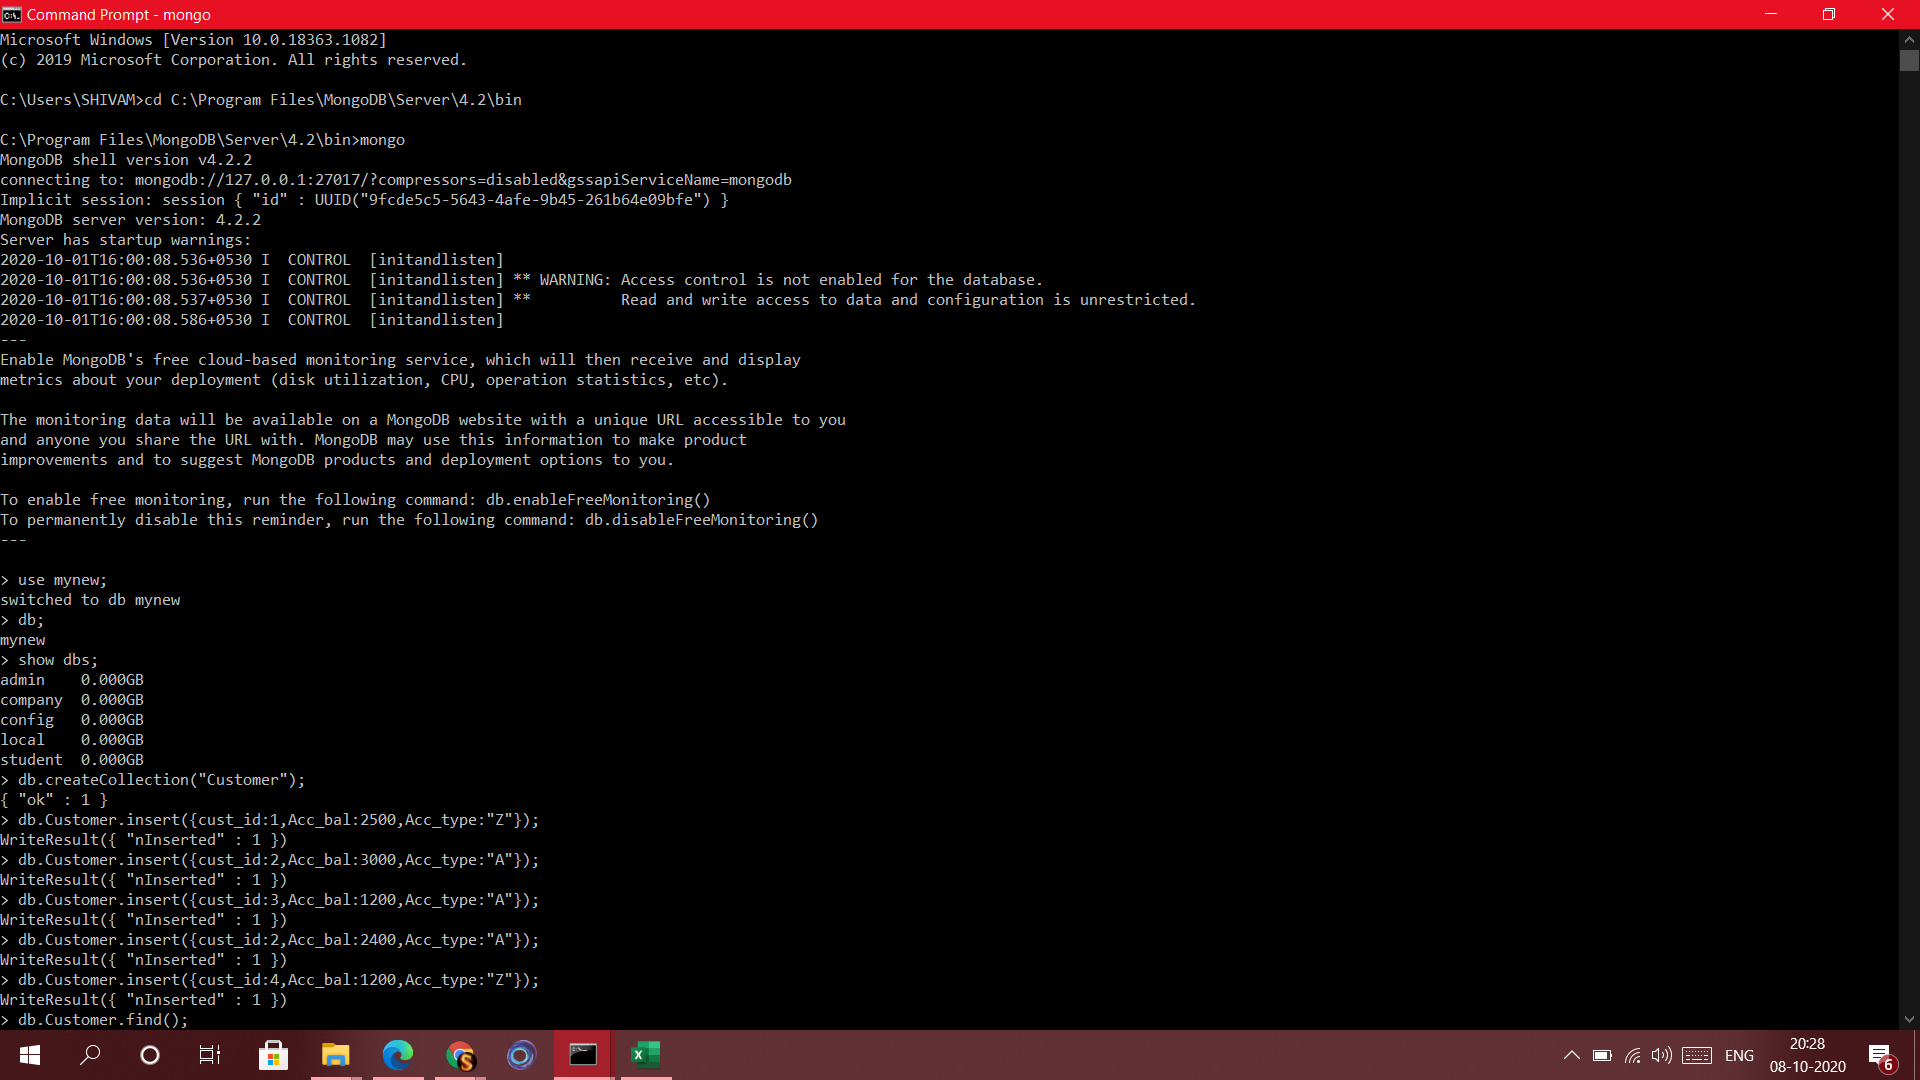 Command Prompt - mongo
Microsoft Windows [Version 10.0.18363.1082]
(c) 2019 Microsoft Corporation. All rights reserved.
C:\Users\SHIVAM>cd C:\Program Files\MongoDB\Server\4.2\bin
C:\Program Files\MongoDB\Server\4.2\bin>mongo
MongoDB shell version v4.2.2
connecting to: mongodb://127.0.0.1:27017/?compressors=disabled&gssapiServiceName=mongodb
Implicit session: session { "id" : UUID("9fcde5c5-5643-4afe-9b45-261b64e09bfe") }
MongoDB server version: 4.2.2
Server has startup warnings:
2020-10-01T16:00:08.536+0530 I  CONTROL  [initandlisten]
2020-10-01T16:00:08.536+0530 I  CONTROL  [initandlisten] ** WARNING: Access control is not enabled for the database.
2020-10-01T16:00:08.537+0530 I  CONTROL  [initandlisten] **          Read and write access to data and configuration is unrestricted.
2020-10-01T16:00:08.586+0530 I  CONTROL  [initandlisten]
---
Enable MongoDB's free cloud-based monitoring service, which will then receive and display
metrics about your deployment (disk utilization, CPU, operation statistics, etc).
The monitoring data will be available on a MongoDB website with a unique URL accessible to you
and anyone you share the URL with. MongoDB may use this information to make product
improvements and to suggest MongoDB products and deployment options to you.
To enable free monitoring, run the following command: db.enableFreeMonitoring()
To permanently disable this reminder, run the following command: db.disableFreeMonitoring()
---
> use mynew;
switched to db mynew
> db;
mynew
> show dbs;
admin    0.000GB
company  0.000GB
config   0.000GB
local    0.000GB
student  0.000GB
> db.createCollection("Customer");
{ "ok" : 1 }
> db.Customer.insert({cust_id:1,Acc_bal:2500,Acc_type:"Z"});
WriteResult({ "nInserted" : 1 })
> db.Customer.insert({cust_id:2,Acc_bal:3000,Acc_type:"A"});
WriteResult({ "nInserted" : 1 })
> db.Customer.insert({cust_id:3,Acc_bal:1200,Acc_type:"A"});
WriteResult({ "nInserted" : 1 })
> db.Customer.insert({cust_id:2,Acc_bal:2400,Acc_type:"A"});
WriteResult({ "nInserted" : 1 })
> db.Customer.insert({cust_id:4,Acc_bal:1200,Acc_type:"Z"});
WriteResult({ "nInserted" : 1 })
> db.Customer.find();
ENG
20:28
08-10-2020
6